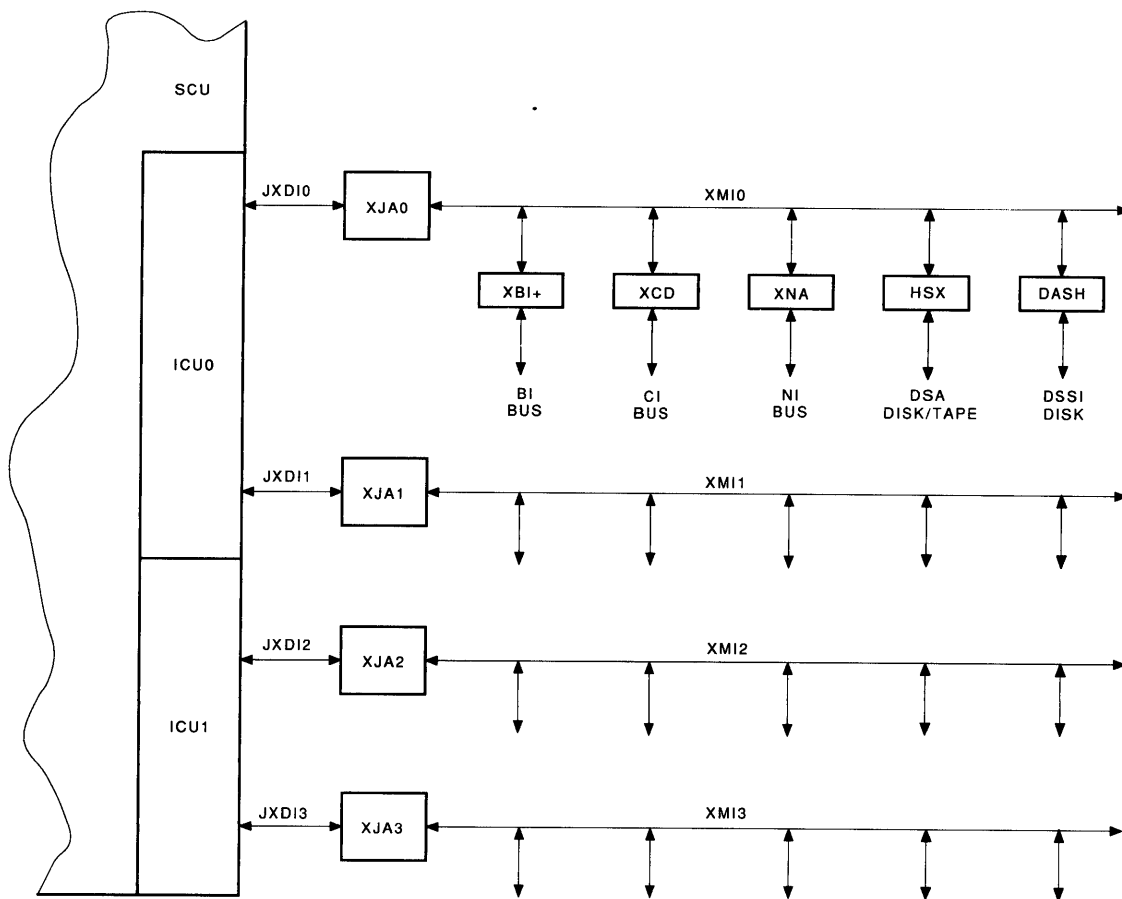 SCU
JXDI0
XJA0
XMI0
XBI+
XCD
XNA
HSX
DASH
ICU0
BI
BUS
CI
BUS
NI
BUS
DSA
DISK/TAPE
DSSI
DISK
JXDI1
XJA1
XMI1
JXDI2
XJA2
XMI2
ICU1
JXDI3
XJA3
XMI3